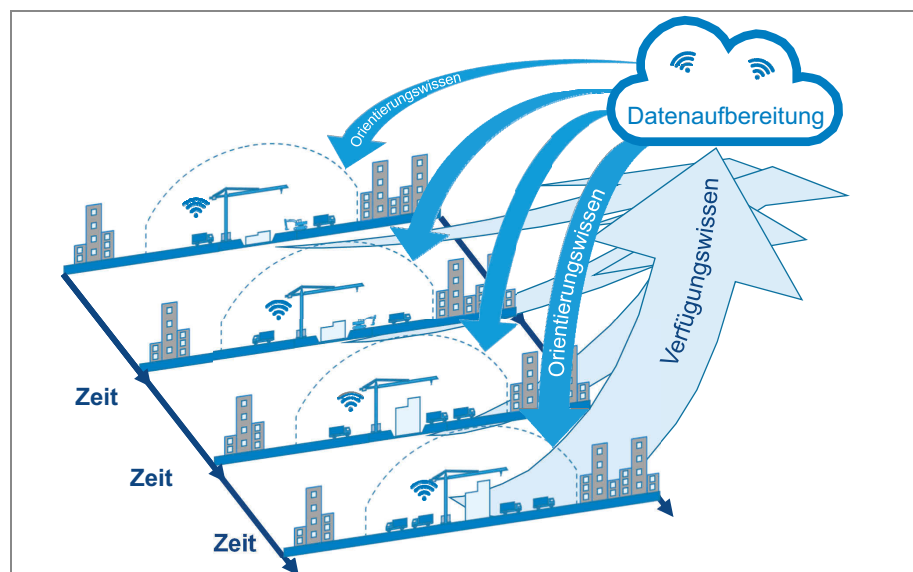 Datenaufbereitung
Orientierungswissen
Orientierungswissen
Verfügungswissen
Zeit
Zeit
Zeit